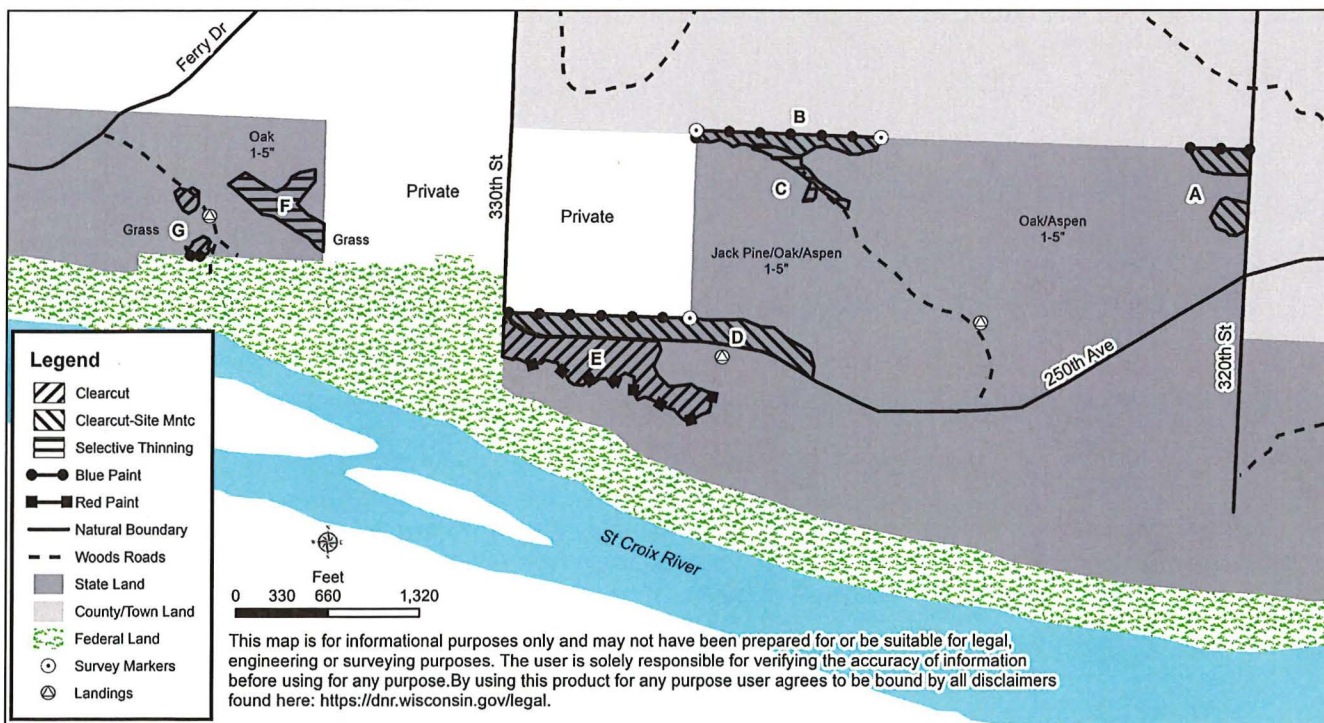 Ferry Dr
Oak
1-5"
Private
330th St
B
C
A
F
G
Grass
Grass
Private
Oak/Aspen
1-5"
Jack Pine/Oak/Aspen
1-5"
D
E
250th Ave
320th St
St Croix River
Legend
Clearcut
Clearcut-Site Mntc
Selective Thinning
Blue Paint
Red Paint
Natural Boundary
Woods Roads
State Land
County/Town Land
Federal Land
Survey Markers
Landings
Feet
0 330 660 1,320
This map is for informational purposes only and may not have been prepared for or be suitable for legal,
engineering or surveying purposes. The user is solely responsible for verifying the accuracy of information
before using for any purpose.By using this product for any purpose user agrees to be bound by all disclaimers
found here: https://dnr.wisconsin.gov/legal.